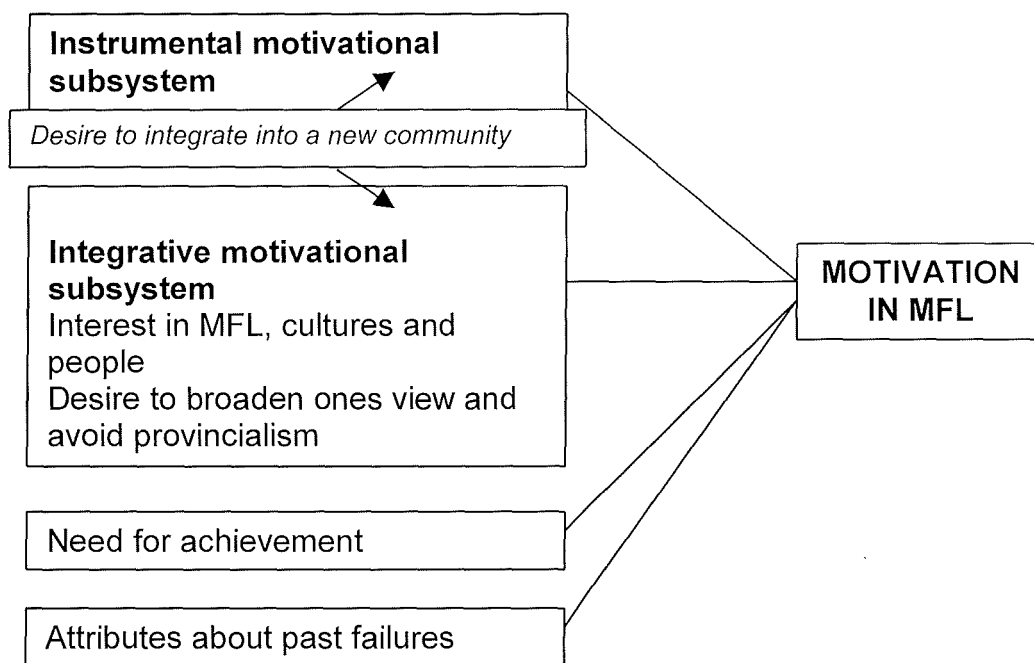 Instrumental motivational
subsystem
Desire to integrate into a new community
Integrative motivational
subsystem
Interest in MFL, cultures and
people
Desire to broaden ones view and
avoid provincialism
Need for achievement
Attributes about past failures
MOTIVATION
IN MFL